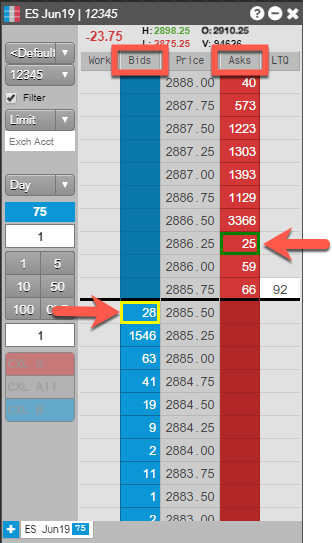 ES Jun19 | 12345
-23.75 H: 2898.25 O: 2910.25
L: 2875.25 V: 94626
<Default
12345
Filter
Limit
Exch Acct
Day
75
1
1 5
10 50
100
1
CXL
CXL All
Work Bids Price Asks LTQ
2888.00 40
2887.75 573
2887.50 1223
2887.25 1303
2887.00 1393
2886.75 1129
2886.50 3366
2886.25 25
2886.00 59
2885.75 66 92
28 2885.50
1546 2885.25
63 2885.00
41 2884.75
19 2884.50
9 2884.25
2 2884.00
11 2883.75
1 2883.50
2 2883.00
+ ES Jun19 75